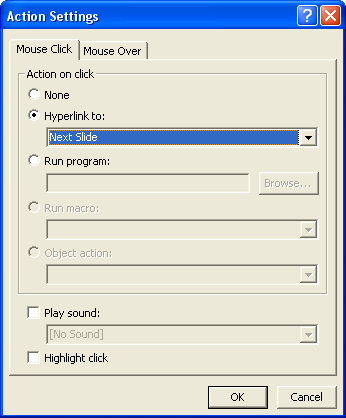 Action Settings
Mouse Click Mouse Over
Action on click
None
Hyperlink to:
Next Slide
Run program:
Browse...
Run macro:
Object action:
Play sound:
[No Sound]
Highlight click
OK Cancel